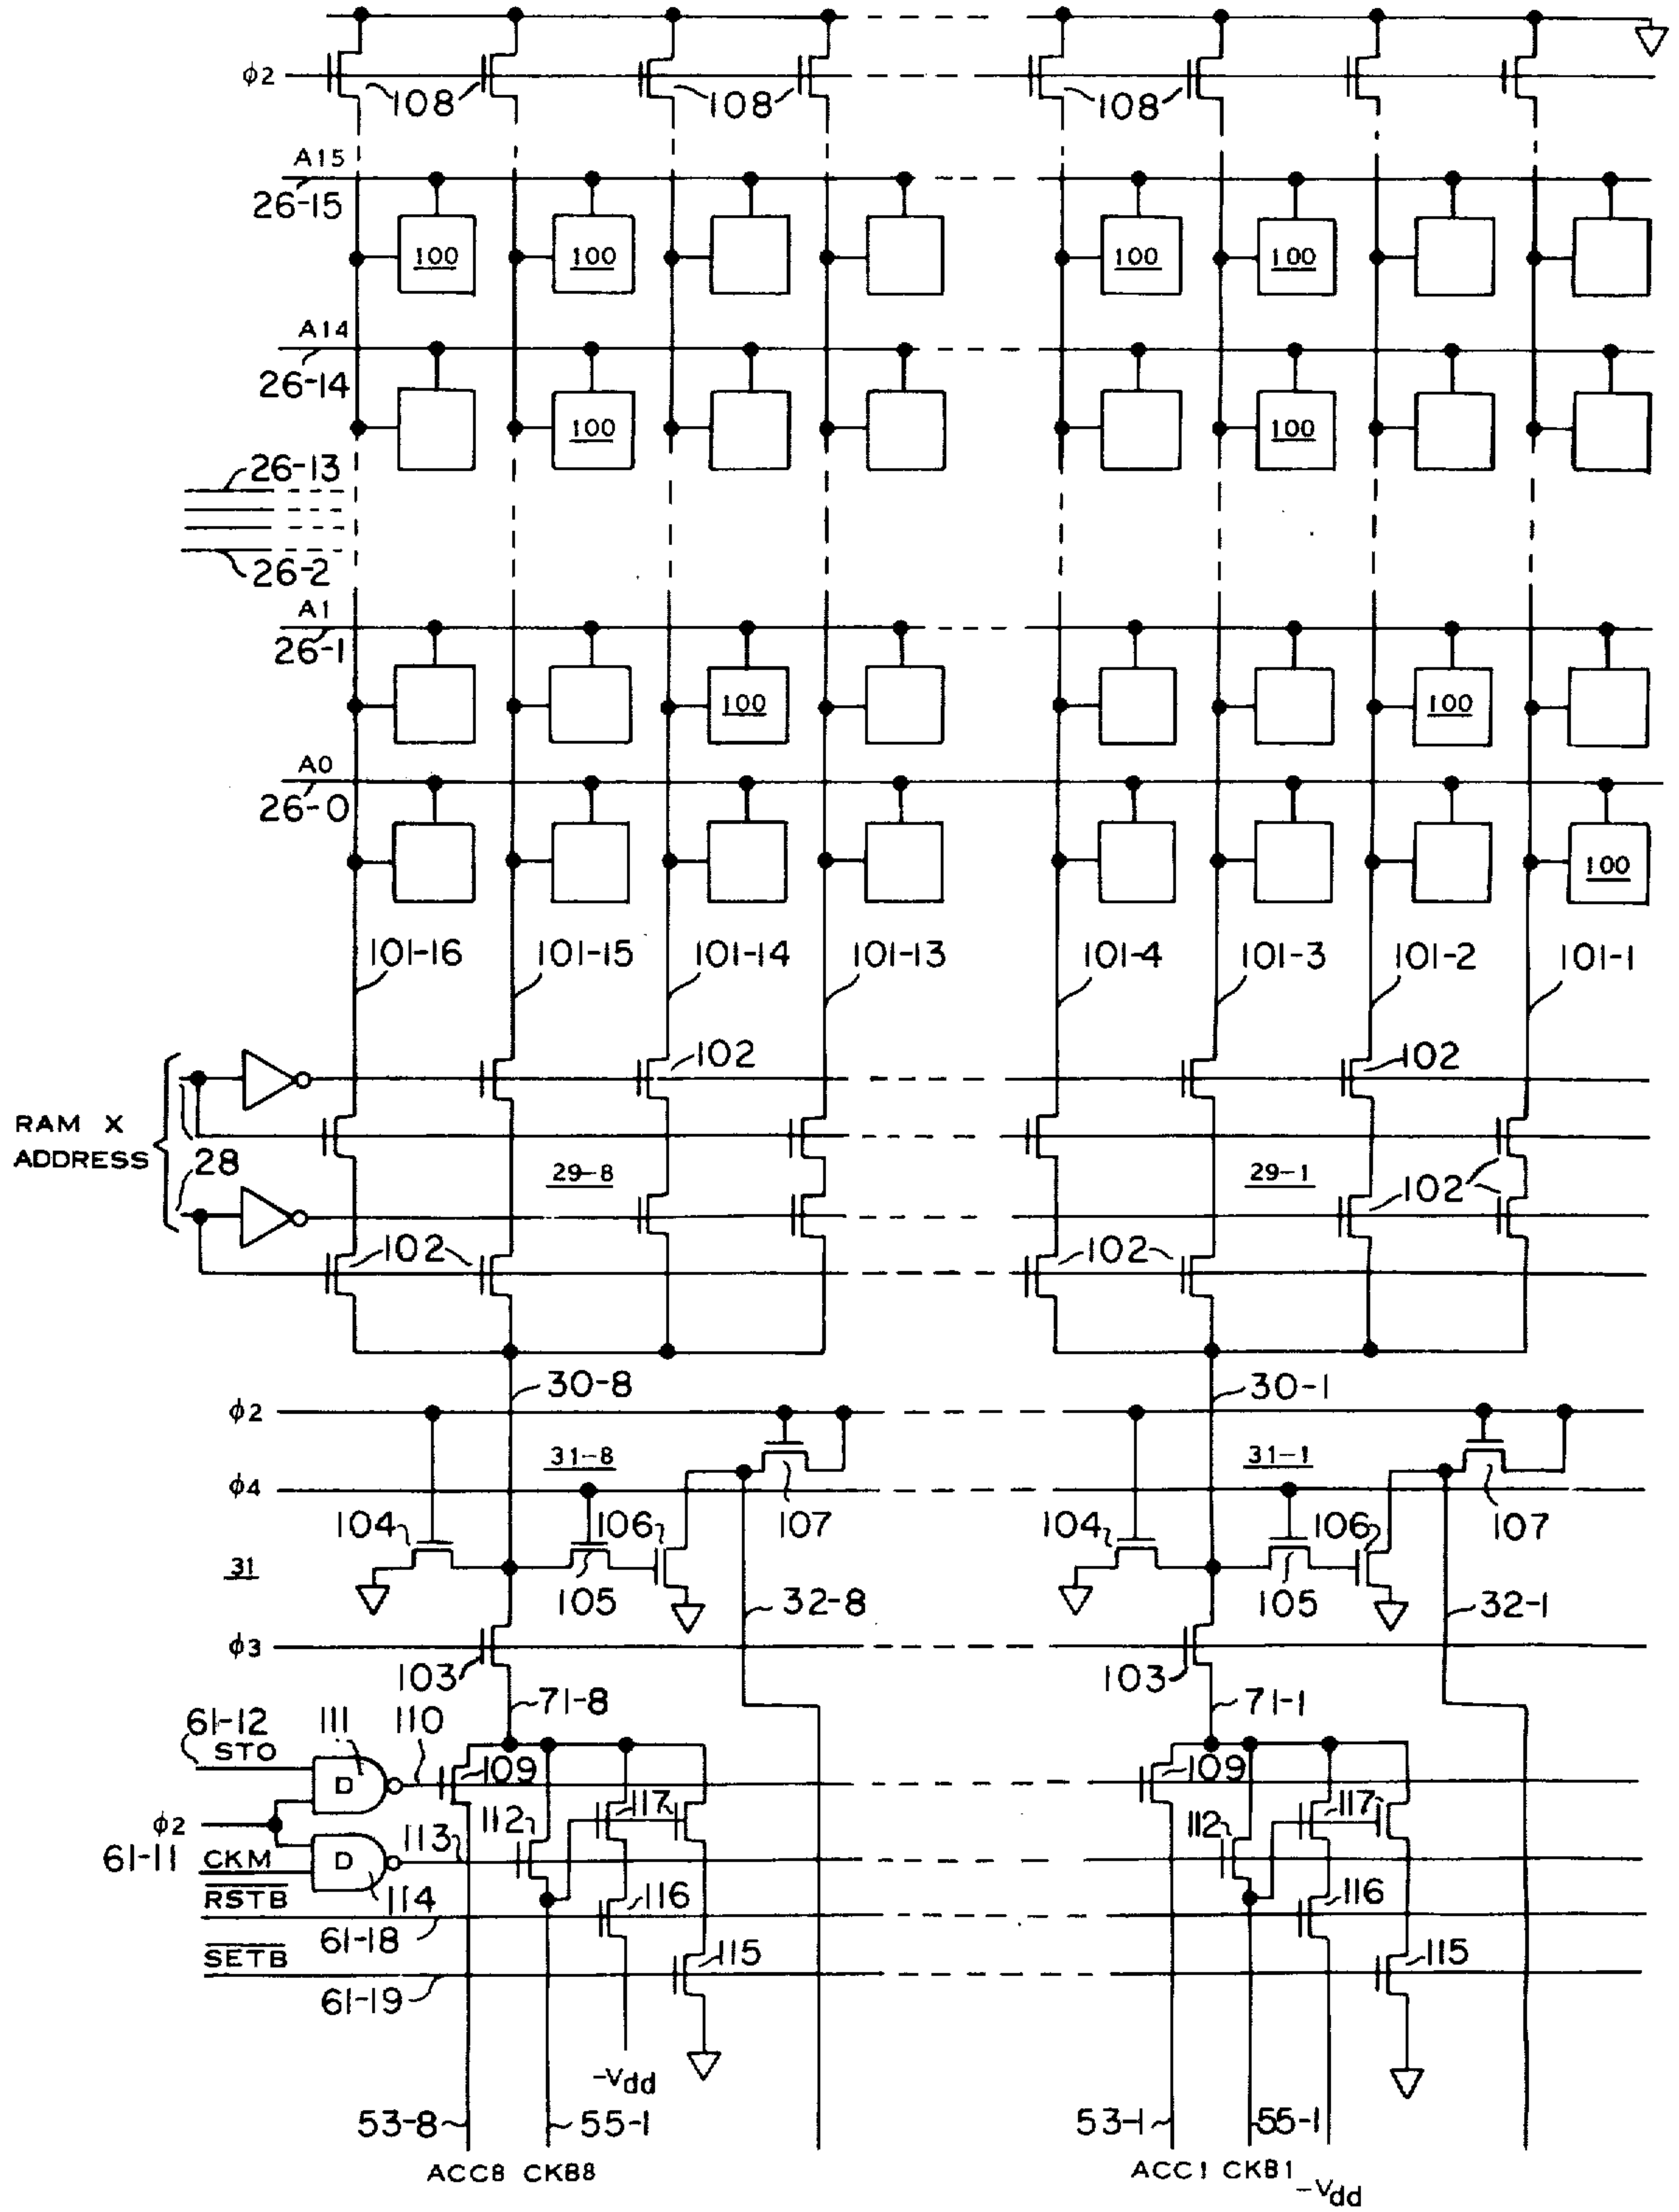 φ2
108 108 108
A15
26-15
100 100 100 100
A14
26-14
100 100
26-13
26-2
A1
26-1
100 100
A0
26-0
100
101-16 101-15 101-14 101-13 101-4 101-3 101-2 101-1
102 102
RAM X
ADDRESS
28
29-8 29-1
102
102 102
30-8 30-1
φ2
31-8 31-1
φ4
104 106 107 104 106 107
31
105 32-8 105 32-1
φ3
103 103
71-8 71-1
61-12 111 110
STO
D 109 109
φ2
112 117 112 117
61-11 113
CKM D
RSTB 114 116 116
61-18
SETB 115 115
61-19
-Vdd
53-8 55-1 53-1 55-1
ACC8 CKB8 ACC1 CKB1
-Vdd